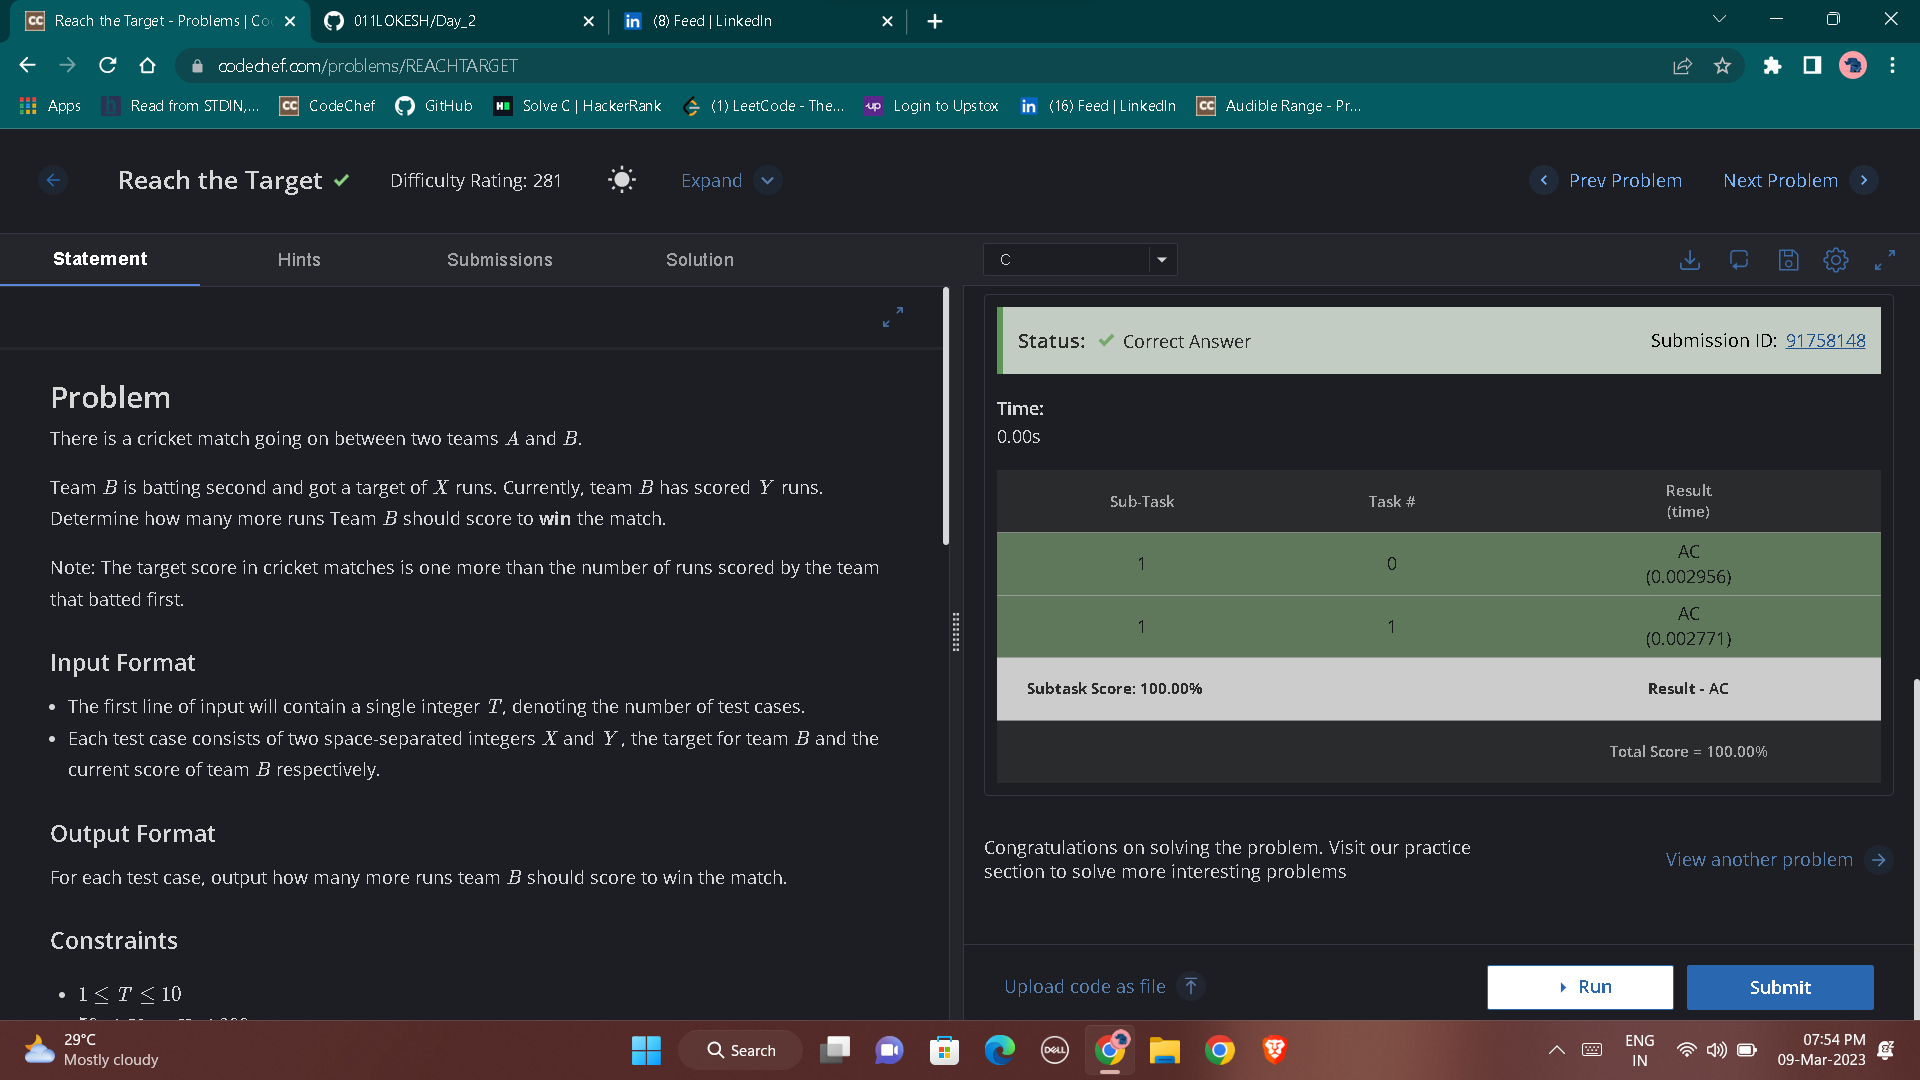 Reach the Target - Problems | Co
011LOKESH/Day_2
(8) Feed | LinkedIn
codechef.com/problems/REACHTARGET
Apps
Read from STDIN,...
CodeChef
GitHub
Solve C | HackerRank
(1) LeetCode - The...
Login to Upstox
(16) Feed | LinkedIn
Audible Range - Pr...
Reach the Target
Difficulty Rating: 281
Expand
Prev Problem
Next Problem
Statement
Hints
Submissions
Solution
C
Problem
There is a cricket match going on between two teams A and B.
Team B is batting second and got a target of X runs. Currently, team B has scored Y runs.
Determine how many more runs Team B should score to win the match.
Note: The target score in cricket matches is one more than the number of runs scored by the team
that batted first.
Input Format
• The first line of input will contain a single integer T, denoting the number of test cases.
• Each test case consists of two space-separated integers X and Y, the target for team B and the
current score of team B respectively.
Output Format
For each test case, output how many more runs team B should score to win the match.
Constraints
• 1 ≤ T ≤ 10
Status: ✔ Correct Answer
Submission ID: 91758148
Time:
0.00s
Sub-Task Task # Result
(time)
1 0 AC
(0.002956)
1 1 AC
(0.002771)
Subtask Score: 100.00% Result - AC
Total Score = 100.00%
Congratulations on solving the problem. Visit our practice
section to solve more interesting problems
View another problem
Upload code as file
Run
Submit
29°C
Mostly cloudy
Search
DELL
ENG
IN
07:54 PM
09-Mar-2023